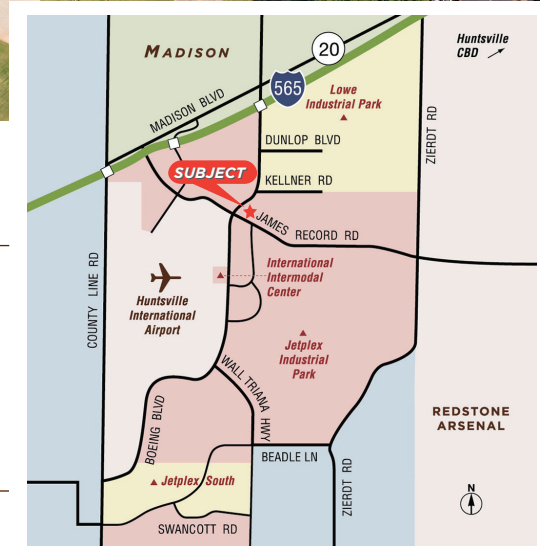 MADISON
20
Huntsville
CBD
565
Lowe
Industrial Park
MADISON BLVD
ZIERDT RD
DUNLOP BLVD
SUBJECT
KELLNER RD
JAMES
RECORD RD
COUNTY LINE RD
International
Intermodal
Center
Huntsville
International
Airport
Jetplex
Industrial
Park
WALL TRIANA HWY
BOEING BLVD
REDSTONE
ARSENAL
BEADLE LN
Jetplex South
ZIERDT RD
N
SWANCOTT RD